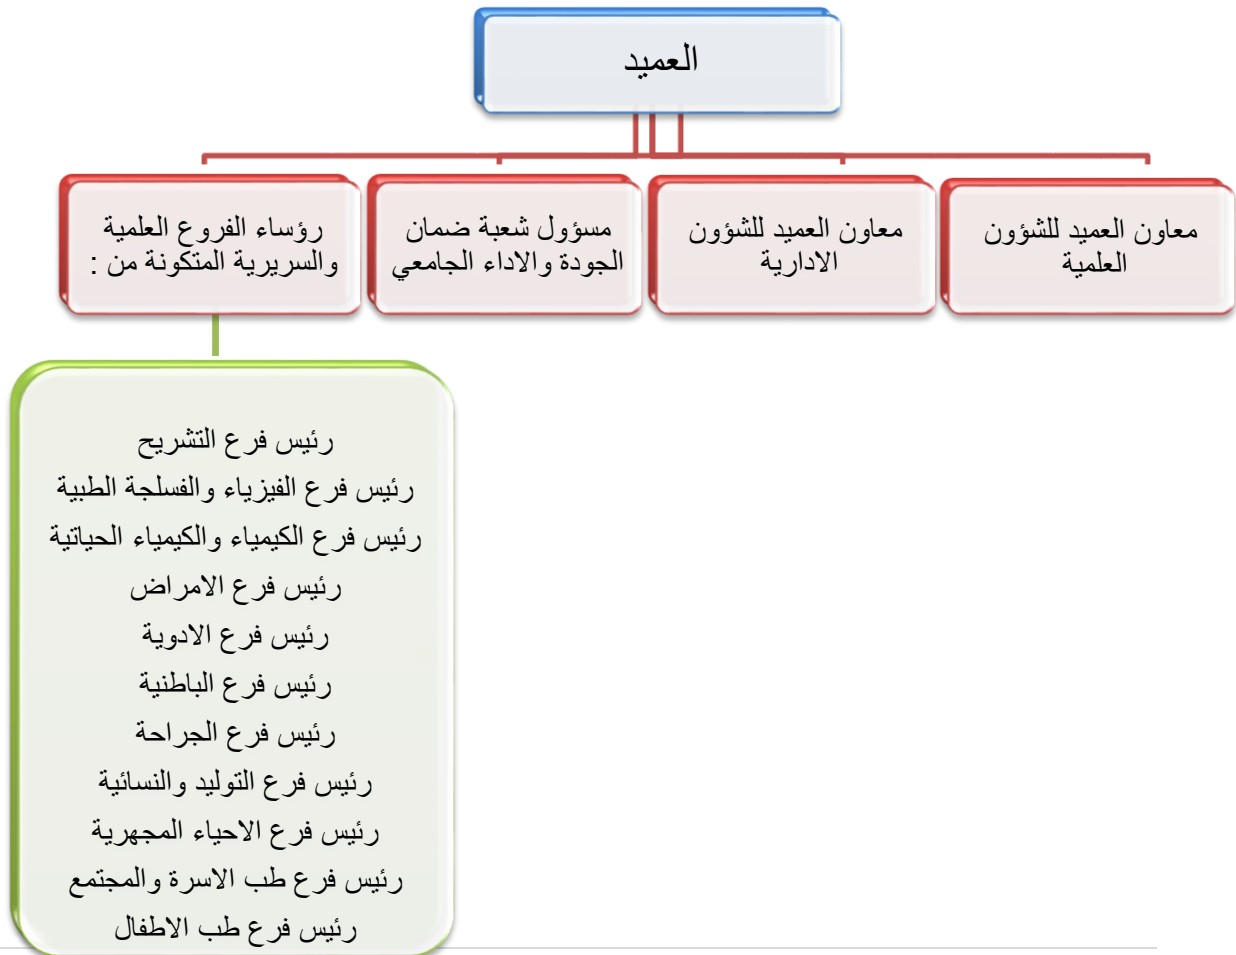 العميد
معاون العميد للشؤون
العلمية
معاون العميد للشؤون
الادارية
مسؤول شعبة ضمان
الجودة والاداء الجامعي
رؤساء الفروع العلمية
والسريرية المتكونة من :
رئيس فرع التشريح
رئيس فرع الفيزياء والفسلجة الطبية
رئيس فرع الكيمياء والكيمياء الحياتية
رئيس فرع الامراض
رئيس فرع الادوية
رئيس فرع الباطنية
رئيس فرع الجراحة
رئيس فرع التوليد والنسائية
رئيس فرع الاحياء المجهرية
رئيس فرع طب الاسرة والمجتمع
رئيس فرع طب الاطفال